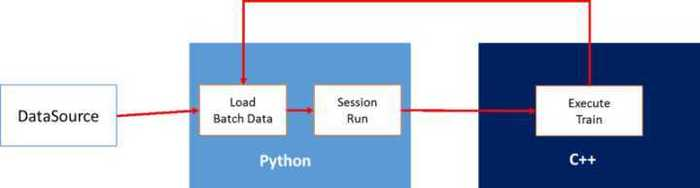 DataSource
Load
Batch Data
Session
Run
Python
Execute
Train
C++